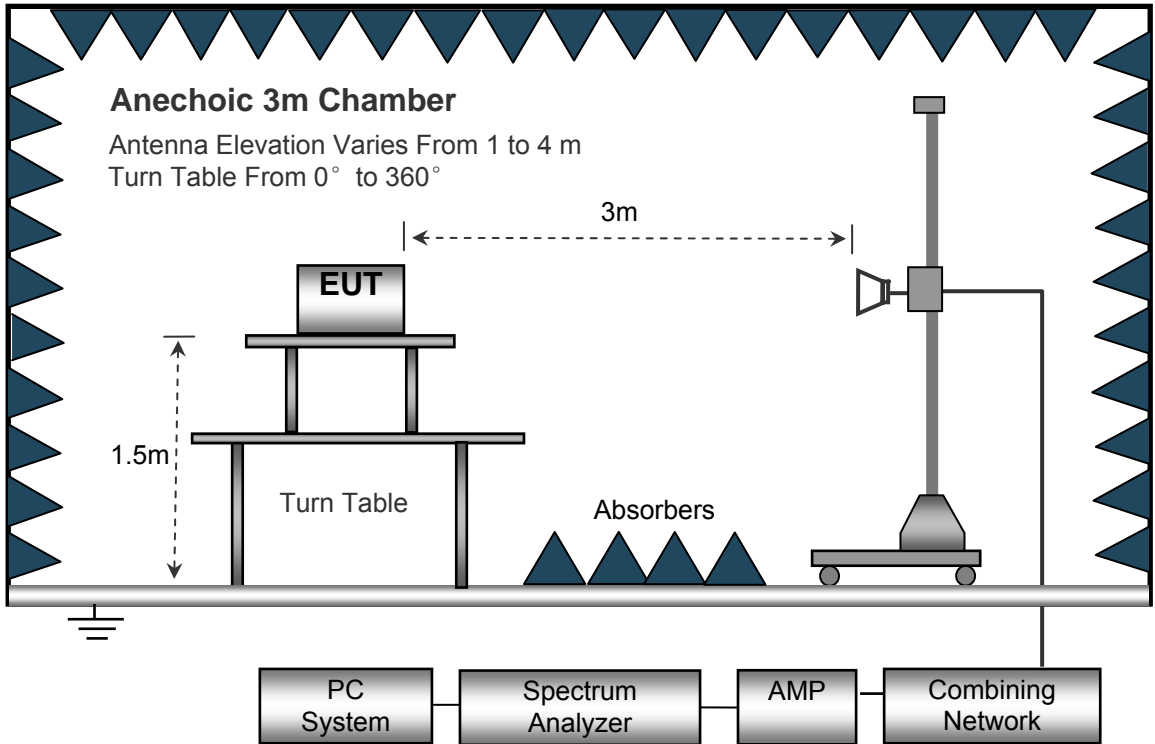 Anechoic 3m Chamber
Antenna Elevation Varies From 1 to 4 m
Turn Table From 0° to 360°
3m
EUT
1.5m
Turn Table
Absorbers
PC
System
Spectrum
Analyzer
AMP
Combining
Network